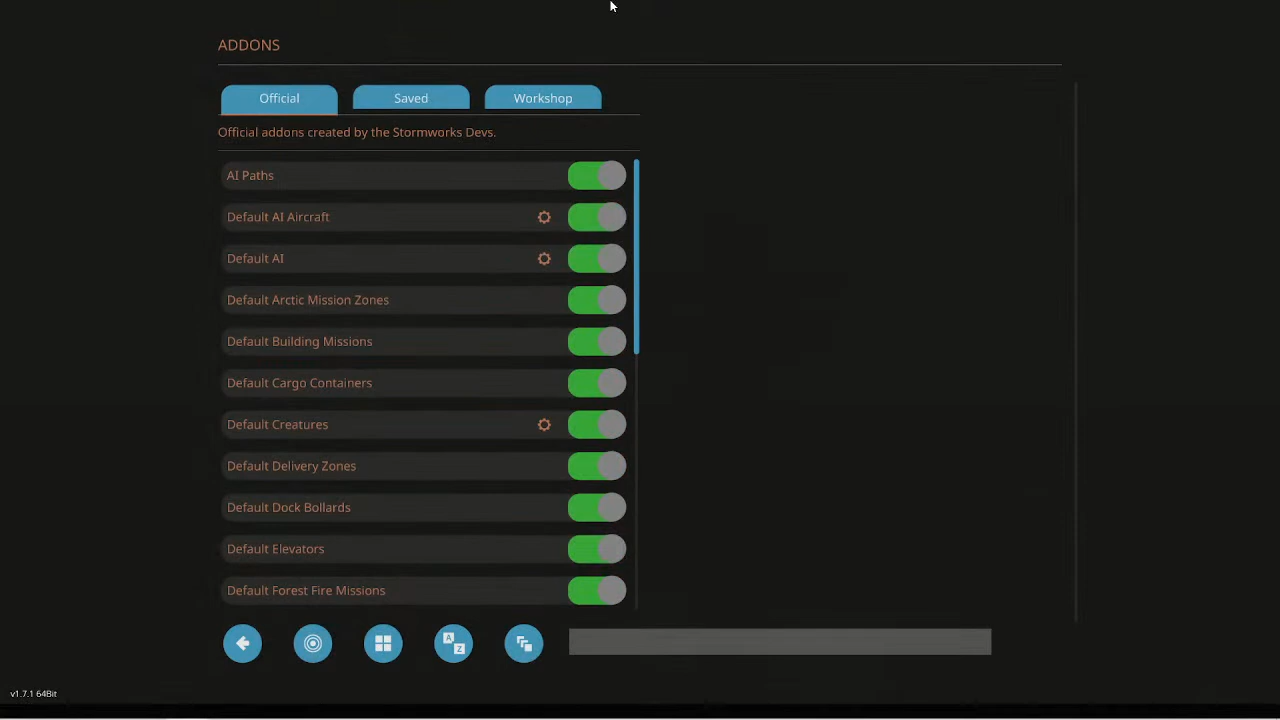 ADDONS
Official
Saved
Workshop
Official addons created by the Stormworks Devs.
AI Paths
Default AI Aircraft
Default AI
Default Arctic Mission Zones
Default Building Missions
Default Cargo Containers
Default Creatures
Default Delivery Zones
Default Dock Bollards
Default Elevators
Default Forest Fire Missions
A
Z
v1.7.1 64Bit